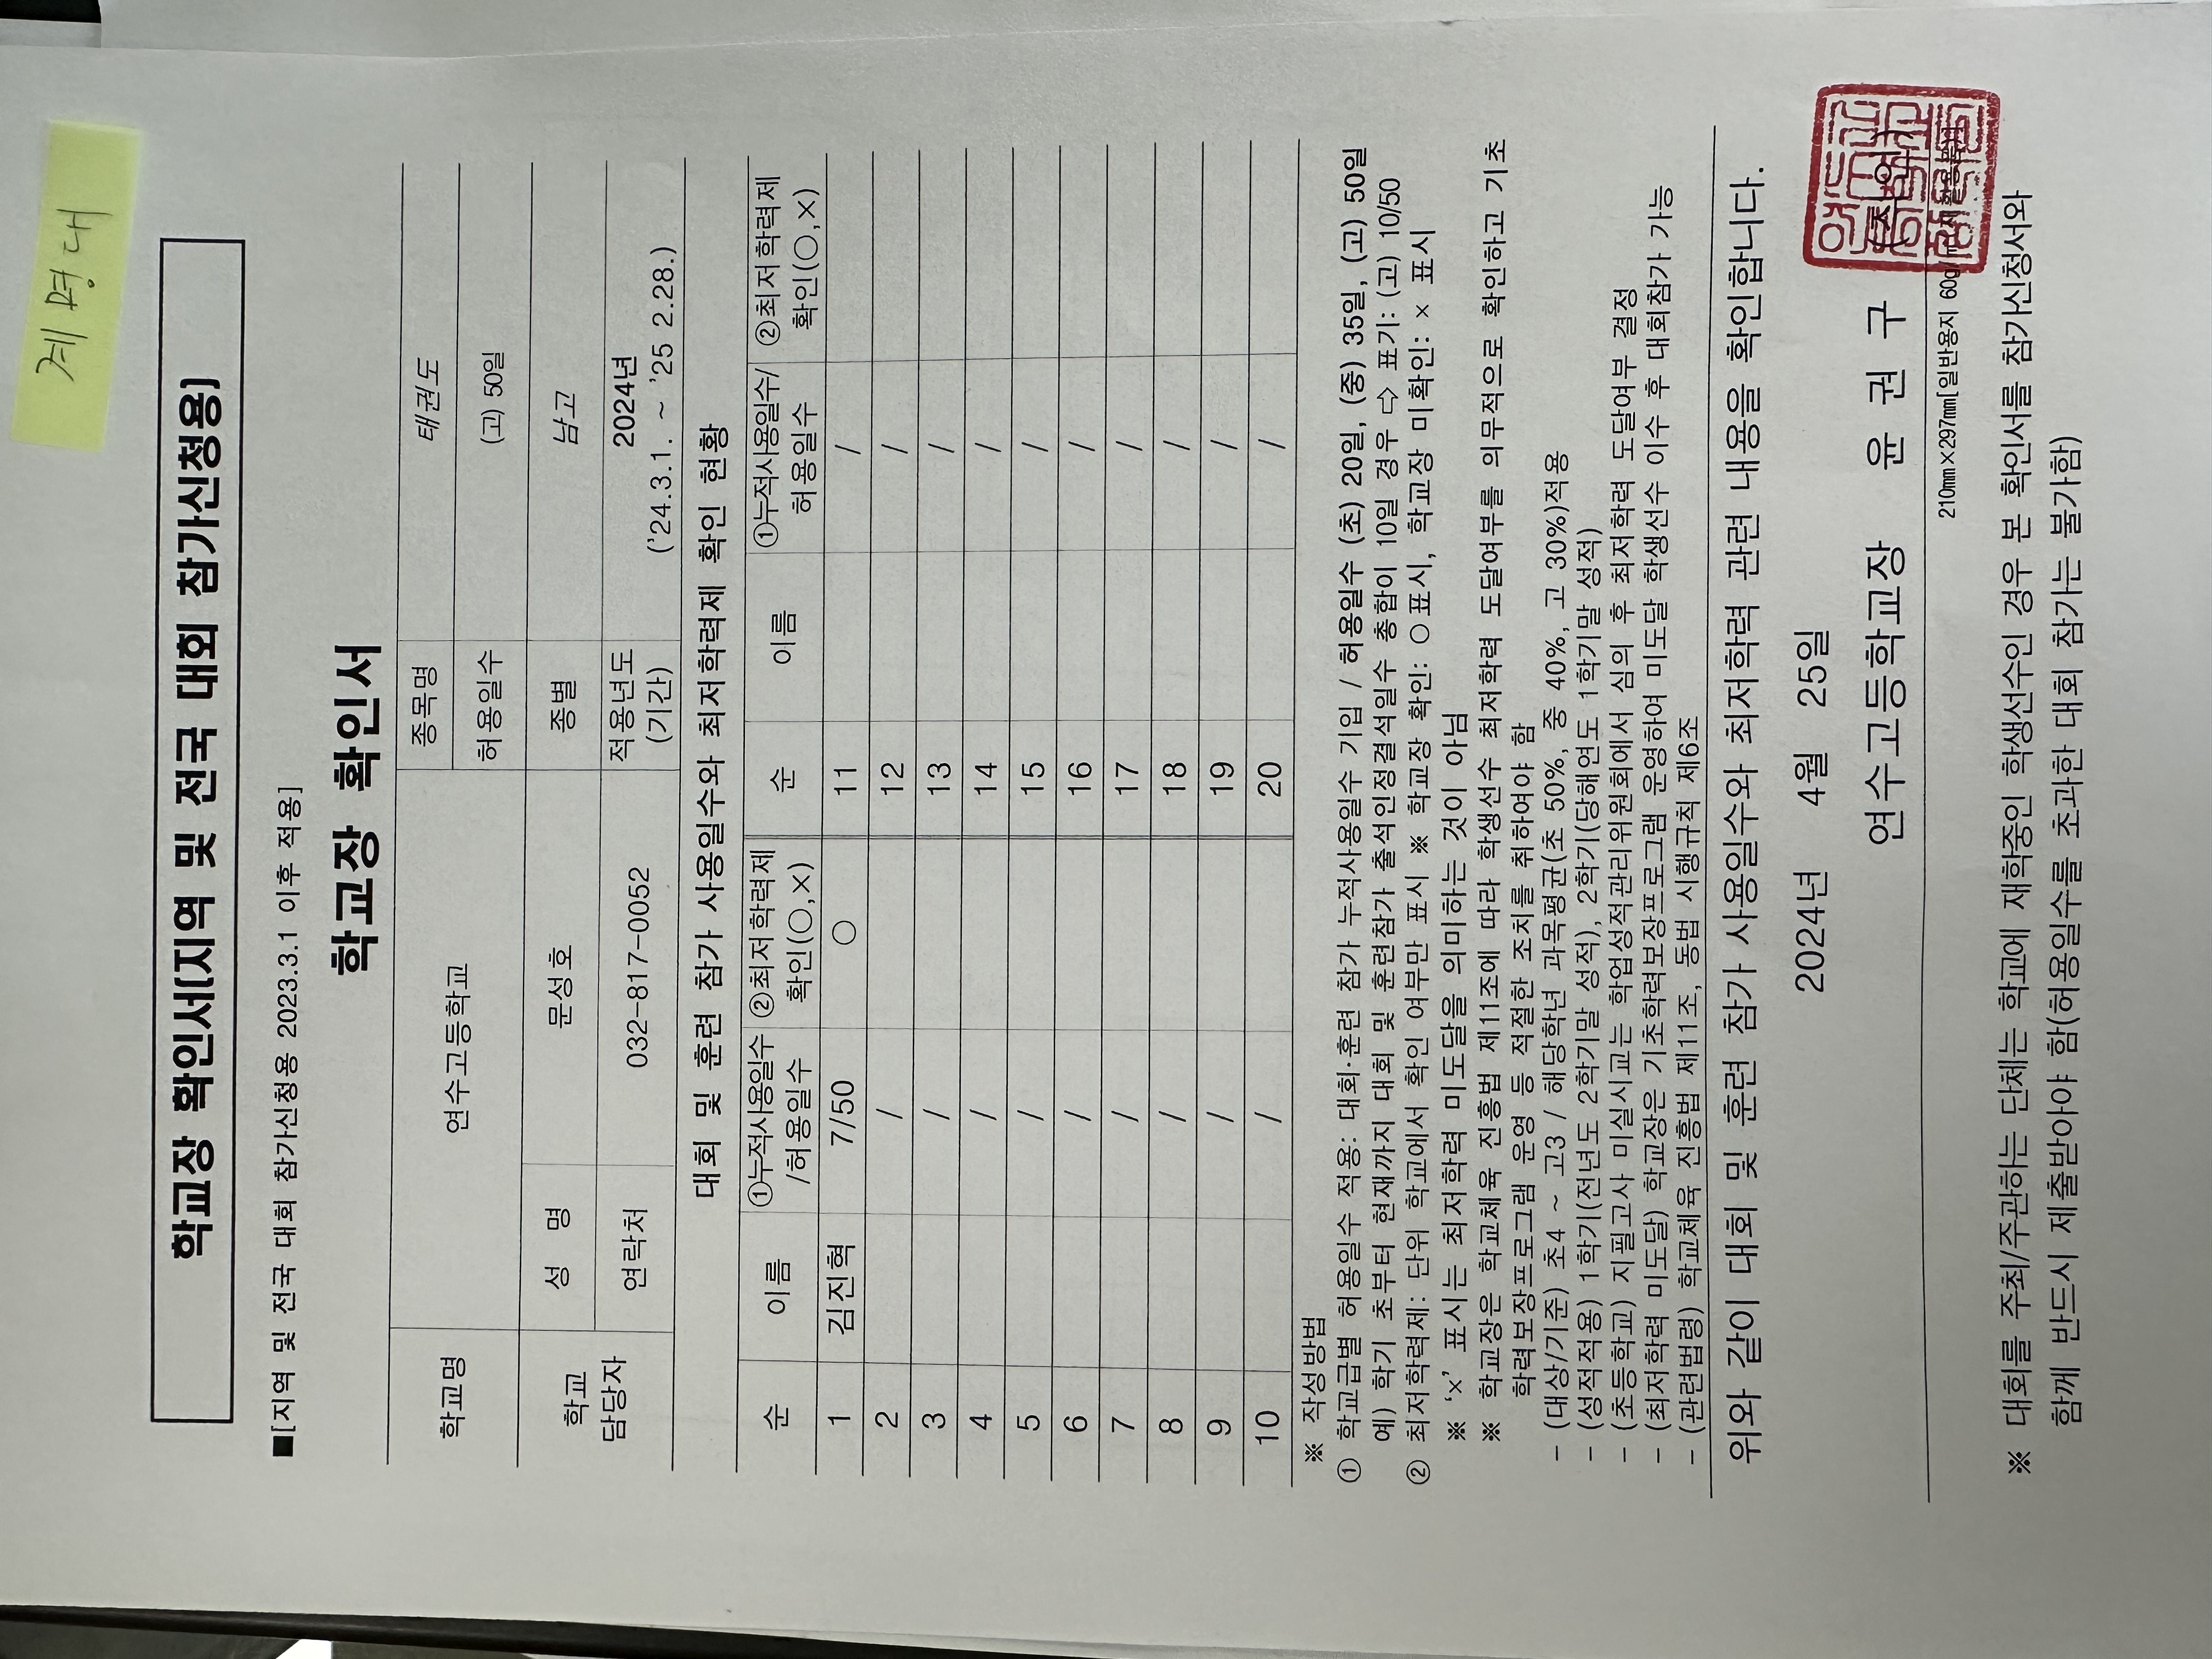 계명대
학교장 확인서(지역 및 전국 대회 참가신청용)
■[지역 및 전국 대회 참가신청용 2023.3.1 이후 적용]
학교장 확인서
학교명 연수고등학교 종목명 태권도
허용일수 (고) 50일
학교 담당자 성 명 문성호 종별 남고
연락처 032-817-0052 적용년도 (기간) 2024년 ('24.3.1. ~ '25 2.28.)
대회 및 훈련 참가 사용일수와 최저학력제 확인 현황
순 이름 ①누적사용일수/허용일수 ②최저학력제 확인(○,×) 순 이름 ①누적사용일수/허용일수 ②최저학력제 확인(○,×)
1 김진혁 7/50 ○ 11 /
2 / 12 /
3 / 13 /
4 / 14 /
5 / 15 /
6 / 16 /
7 / 17 /
8 / 18 /
9 / 19 /
10 / 20 /
※ 작성방법
① 학교급별 허용일수 적용: 대회·훈련 참가 누적사용일수 기입 / 허용일수 (초) 20일, (중) 35일, (고) 50일
예) 학기 초부터 현재까지 대회 및 훈련참가 출석인정결석일수 총합이 10일 경우 ⇨ 표기: (고) 10/50
② 최저학력제: 단위 학교에서 확인 여부만 표시 ※ 학교장 확인: ○표시, 학교장 미확인: × 표시
※ '×' 표시는 최저학력 미도달을 의미하는 것이 아님
※ 학교장은 학교체육 진흥법 제11조에 따라 학생선수 최저학력 도달여부를 의무적으로 확인하고 기초
학력보장프로그램 운영 등 적절한 조치를 취하여야 함
- (대상/기준) 초4 ~ 고3 / 해당학년 과목평균(초 50%, 중 40%, 고 30%)적용
- (성적적용) 1학기(전년도 2학기말 성적), 2학기(당해연도 1학기말 성적)
- (초등학교) 지필고사 미실시교는 학업성적관리위원회에서 심의 후 최저학력 도달여부 결정
- (최저학력 미도달) 학교장은 기초학력보장프로그램 운영하여 미도달 학생선수 이수 후 대회참가 가능
- (관련법령) 학교체육 진흥법 제11조, 동법 시행규칙 제6조
위와 같이 대회 및 훈련 참가 사용일수와 최저학력 관련 내용을 확인합니다.
2024년 4월 25일
연수고등학교장 윤 권 구 (직인)
210㎜×297㎜[일반용지 60g/㎡(재활용품)]
※ 대회를 주최/주관하는 단체는 학교에 재학중인 학생선수인 경우 본 확인서를 참가신청서와
함께 반드시 제출받아야 함(허용일수를 초과한 대회 참가는 불가함)